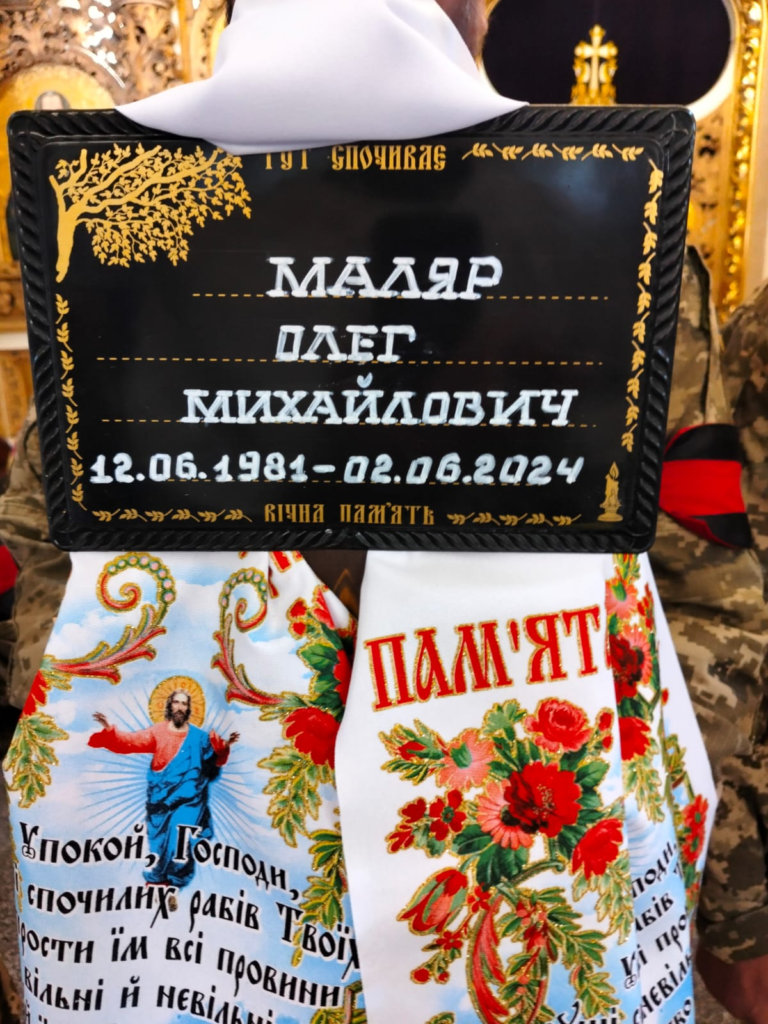 ТУТ СПОЧИВАЄ
МАЛЯР
ОЛЕГ
МИХАЙЛОВИЧ
12.06.1981-02.06.2024
ВІЧНА ПАМ'ЯТЬ
ПАМ'ЯТ
Упокой, Господи,
спочилих рабів Твоїх
рости їм всі провини
вільні й невільні